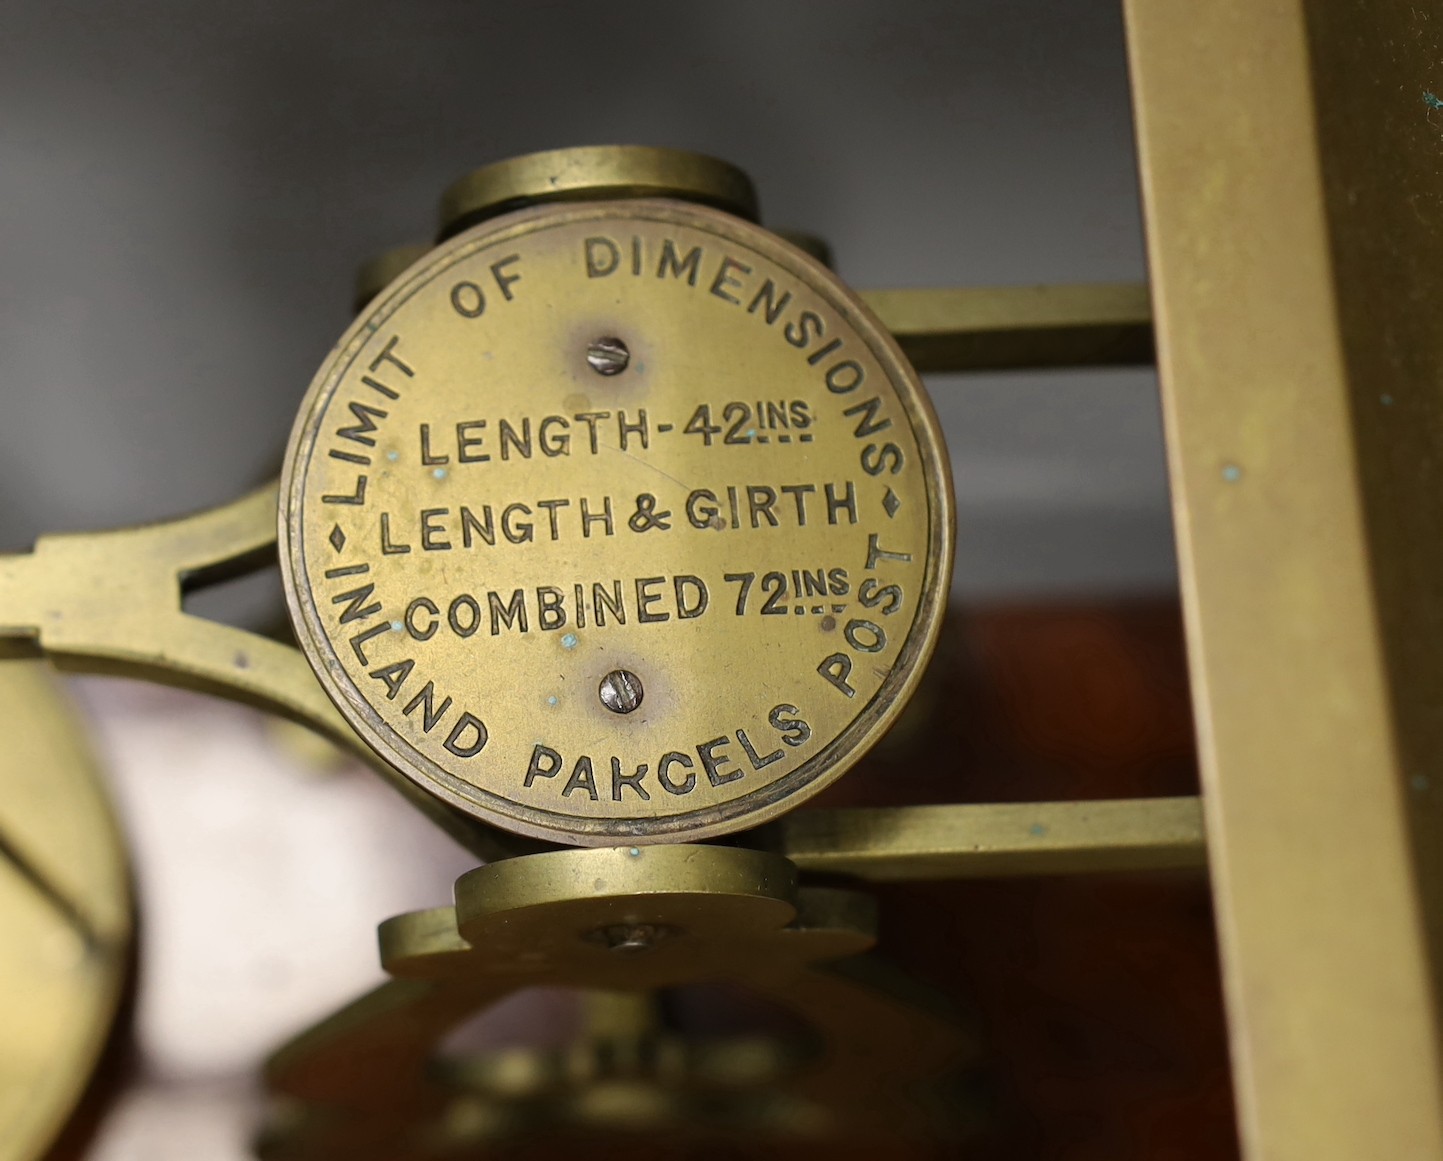 LIMIT OF DIMENSIONS
LENGTH - 42INS
LENGTH & GIRTH
COMBINED 72INS
INLAND PARCELS POST